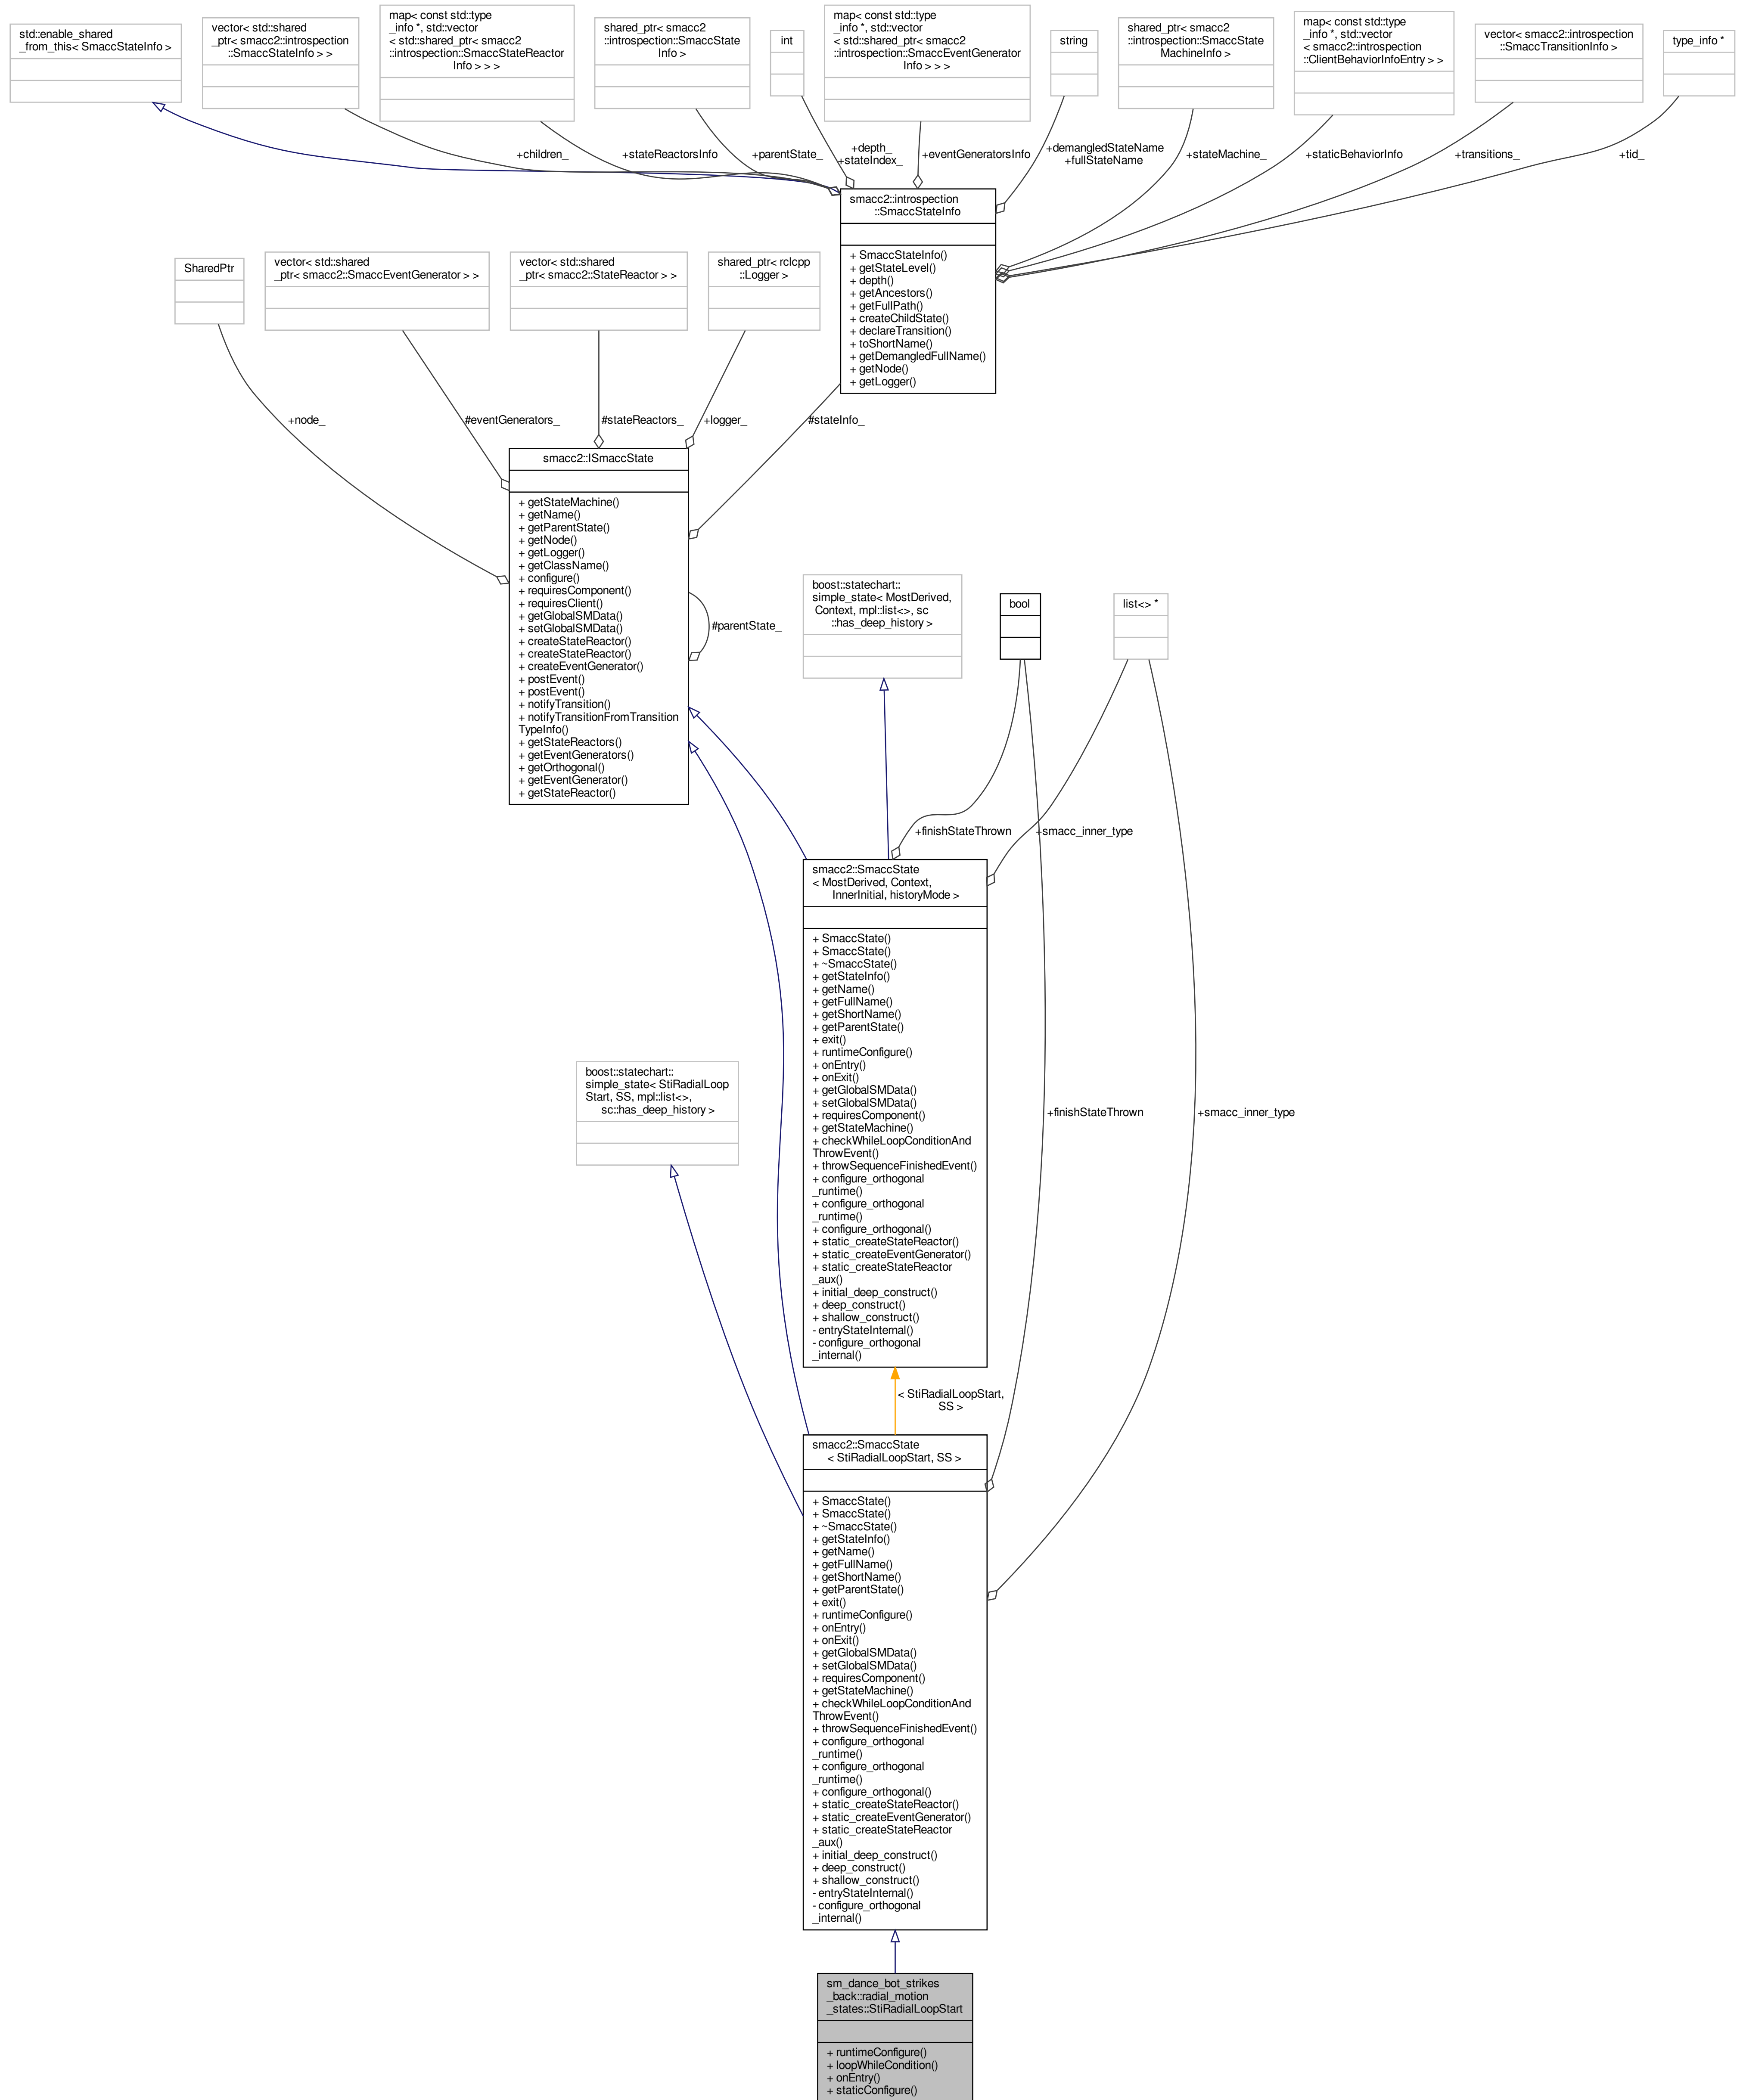 std::enable_shared
_from_this< SmaccStateInfo >
vector< std::shared
_ptr< smacc2::introspection
::SmaccStateInfo > >
map< const std::type
_info *, std::vector
< std::shared_ptr< smacc2
::introspection::StateReactor
Info > > >
shared_ptr< smacc2
::introspection::SmaccState
Info >
int
map< const std::type
_info *, std::vector
< std::shared_ptr< smacc2
::introspection::SmaccEventGenerator
Info > > >
string
shared_ptr< smacc2
::introspection::SmaccState
MachineInfo >
map< const std::type
_info *, std::vector
< smacc2::introspection
::ClientBehaviorInfoEntry > >
vector< smacc2::introspection
::SmaccTransitionInfo >
type_info *
+children_
+stateReactorsInfo
+parentState_
+depth_
+stateIndex_
+eventGeneratorsInfo
+demangledStateName
+fullStateName
+stateMachine_
+staticBehaviorInfo
+transitions_
+tid_
smacc2::introspection
::SmaccStateInfo
+ SmaccStateInfo()
+ getStateLevel()
+ depth()
+ getAncestors()
+ getFullPath()
+ createChildState()
+ declareTransition()
+ toShortName()
+ getDemangledFullName()
+ getNode()
+ getLogger()
SharedPtr
vector< std::shared
_ptr< smacc2::SmaccEventGenerator > >
vector< std::shared
_ptr< smacc2::StateReactor > >
shared_ptr< rclcpp
::Logger >
+node_
#eventGenerators_
#stateReactors_
+logger_
#stateInfo_
smacc2::ISmaccState
+ getStateMachine()
+ getName()
+ getParentState()
+ getNode()
+ getLogger()
+ getClassName()
+ configure()
+ requiresComponent()
+ requiresClient()
+ getGlobalSMData()
+ setGlobalSMData()
+ createStateReactor()
+ createStateReactor()
+ createEventGenerator()
+ postEvent()
+ postEvent()
+ notifyTransition()
+ notifyTransitionFromTransition
TypeInfo()
+ getStateReactors()
+ getEventGenerators()
+ getOrthogonal()
+ getEventGenerator()
+ getStateReactor()
#parentState_
boost::statechart::
simple_state< MostDerived,
Context, mpl::list<>, sc
::has_deep_history >
bool
list<> *
+finishStateThrown
+smacc_inner_type
smacc2::SmaccState
< MostDerived, Context,
InnerInitial, historyMode >
+ SmaccState()
+ SmaccState()
+ ~SmaccState()
+ getStateInfo()
+ getName()
+ getFullName()
+ getShortName()
+ getParentState()
+ exit()
+ runtimeConfigure()
+ onEntry()
+ onExit()
+ getGlobalSMData()
+ setGlobalSMData()
+ requiresComponent()
+ getStateMachine()
+ checkWhileLoopConditionAnd
ThrowEvent()
+ throwSequenceFinishedEvent()
+ configure_orthogonal
_runtime()
+ configure_orthogonal
_runtime()
+ configure_orthogonal()
+ static_createStateReactor()
+ static_createEventGenerator()
+ static_createStateReactor
_aux()
+ initial_deep_construct()
+ deep_construct()
+ shallow_construct()
- entryStateInternal()
- configure_orthogonal
_internal()
boost::statechart::
simple_state< StiRadialLoop
Start, SS, mpl::list<>,
sc::has_deep_history >
+finishStateThrown
+smacc_inner_type
< StiRadialLoopStart,
SS >
smacc2::SmaccState
< StiRadialLoopStart, SS >
+ SmaccState()
+ SmaccState()
+ ~SmaccState()
+ getStateInfo()
+ getName()
+ getFullName()
+ getShortName()
+ getParentState()
+ exit()
+ runtimeConfigure()
+ onEntry()
+ onExit()
+ getGlobalSMData()
+ setGlobalSMData()
+ requiresComponent()
+ getStateMachine()
+ checkWhileLoopConditionAnd
ThrowEvent()
+ throwSequenceFinishedEvent()
+ configure_orthogonal
_runtime()
+ configure_orthogonal
_runtime()
+ configure_orthogonal()
+ static_createStateReactor()
+ static_createEventGenerator()
+ static_createStateReactor
_aux()
+ initial_deep_construct()
+ deep_construct()
+ shallow_construct()
- entryStateInternal()
- configure_orthogonal
_internal()
sm_dance_bot_strikes
_back::radial_motion
_states::StiRadialLoopStart
+ runtimeConfigure()
+ loopWhileCondition()
+ onEntry()
+ staticConfigure()